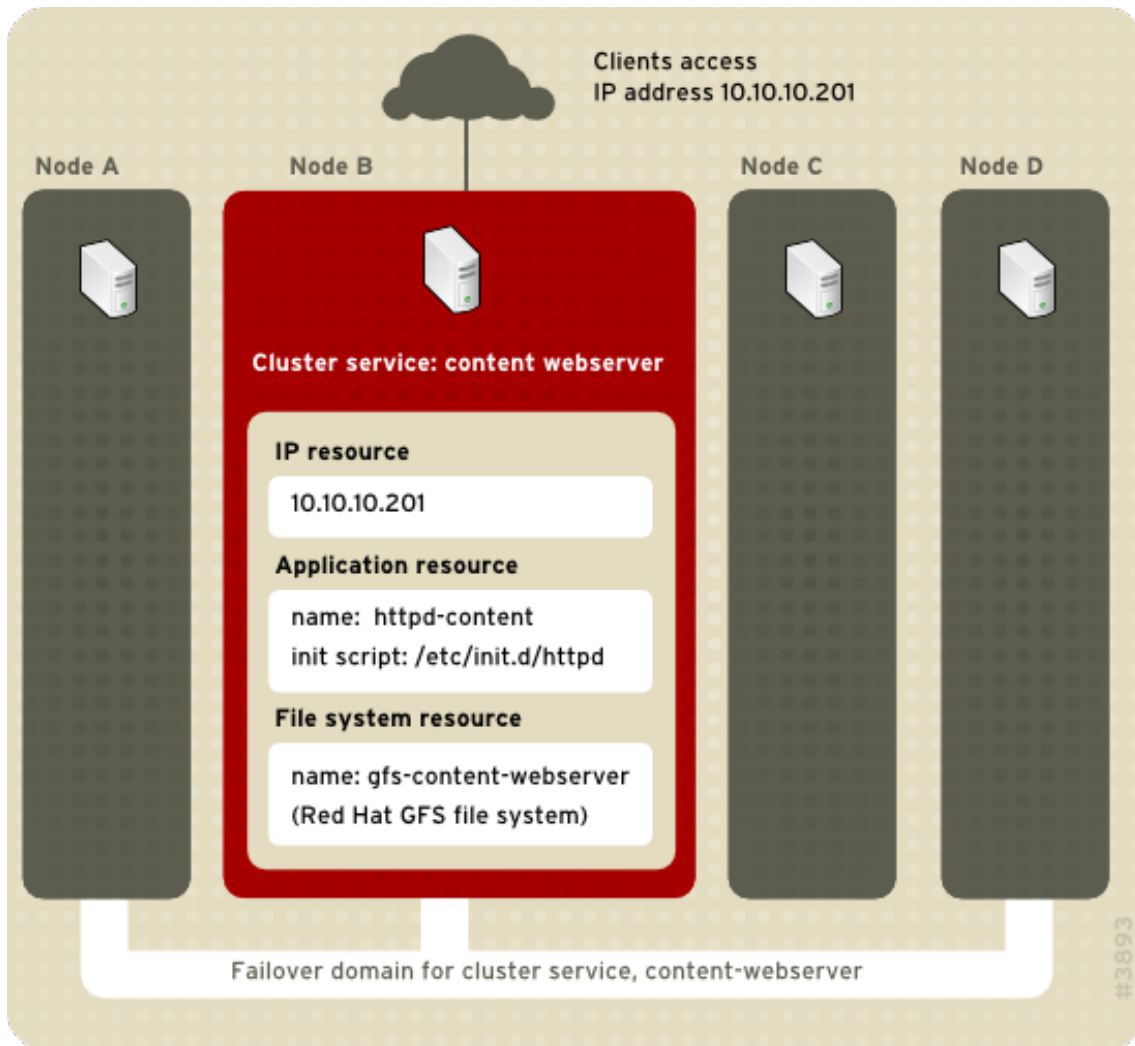 Clients access
IP address 10.10.10.201
Node A
Node B
Node C
Node D
Cluster service: content webserver
IP resource
10.10.10.201
Application resource
name: httpd-content
init script: /etc/init.d/httpd
File system resource
name: gfs-content-webserver
(Red Hat GFS file system)
Failover domain for cluster service, content-webserver
#3893